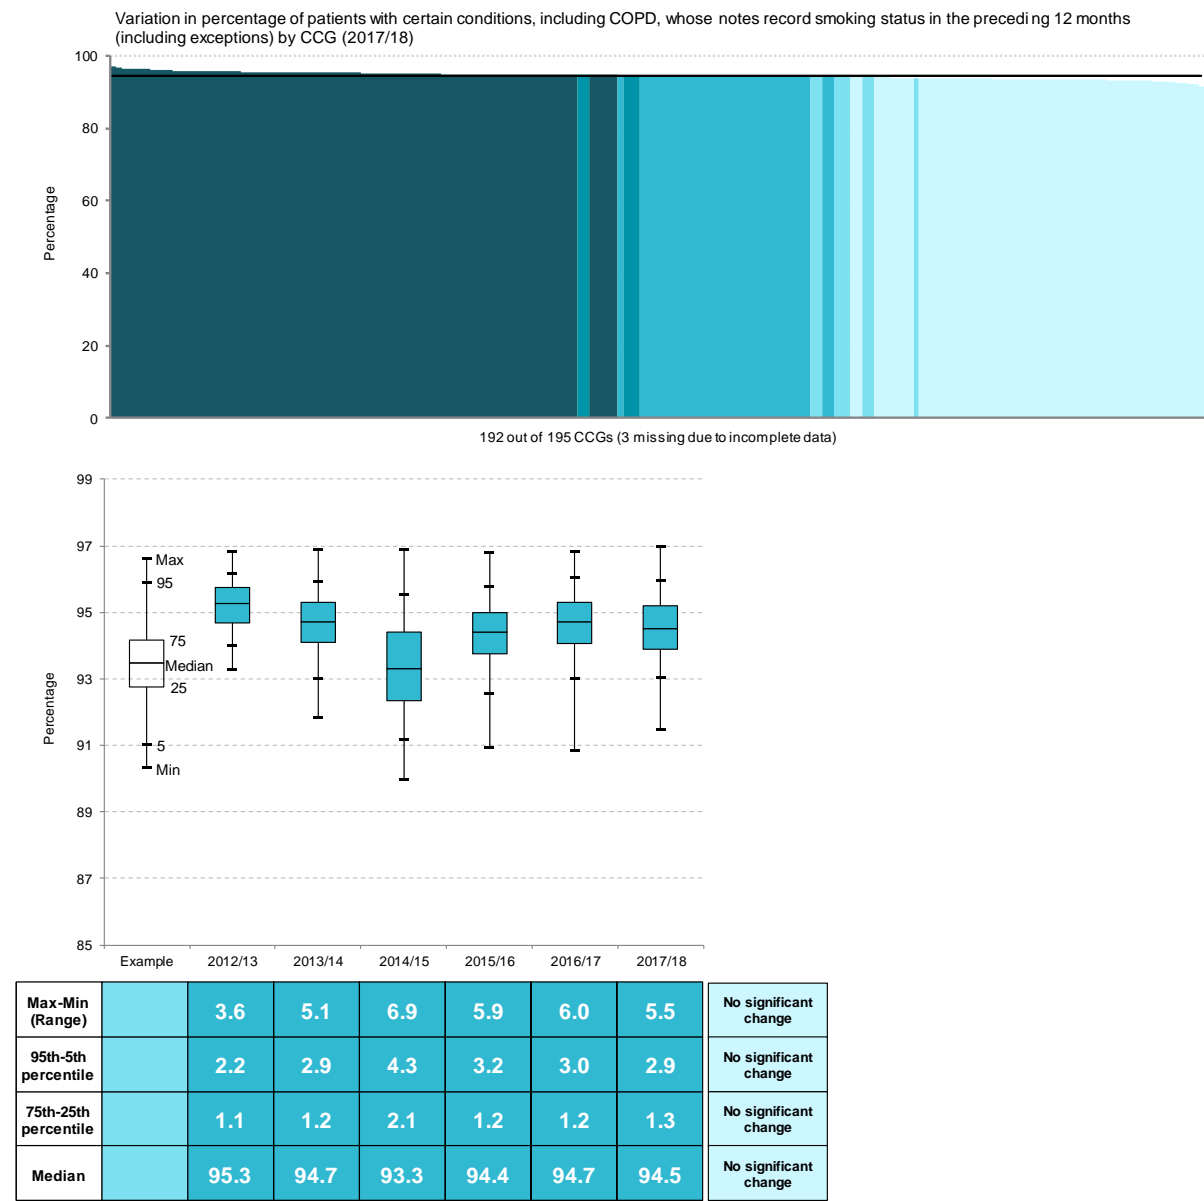 Variation in percentage of patients with certain conditions, including COPD, whose notes record smoking status in the preceding 12 months
(including exceptions) by CCG (2017/18)
100
80
60
40
20
0
Percentage
192 out of 195 CCGs (3 missing due to incomplete data)
99
97
95
93
91
89
87
85
Percentage
Max
95
75
Median
25
5
Min
Example 2012/13 2013/14 2014/15 2015/16 2016/17 2017/18
Max-Min
(Range)
3.6 5.1 6.9 5.9 6.0 5.5
No significant
change
95th-5th
percentile
2.2 2.9 4.3 3.2 3.0 2.9
No significant
change
75th-25th
percentile
1.1 1.2 2.1 1.2 1.2 1.3
No significant
change
Median
95.3 94.7 93.3 94.4 94.7 94.5
No significant
change